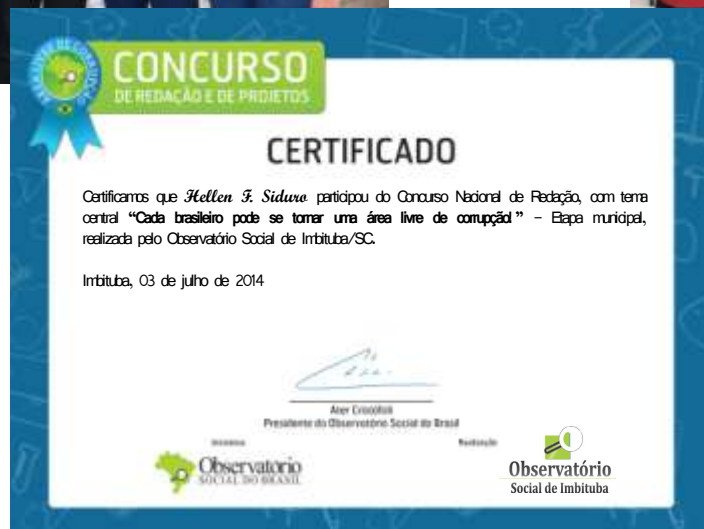 CONCURSO
DE REDAÇÃO E DE PROJETOS
CERTIFICADO
Certificamos que Hellen F. Siduro participou do Concurso Nacional de Redação, com tema
central “Cada brasileiro pode se tornar uma área livre de corrupção!” – Etapa municipal,
realizada pelo Observatório Social de Imbituba/SC.
Imbituba, 03 de julho de 2014
Ater
Presidente do Observatório Social do Brasil
Realização
Observatório
SOCIAL DO BRASIL
Observatório
Social de Imbituba